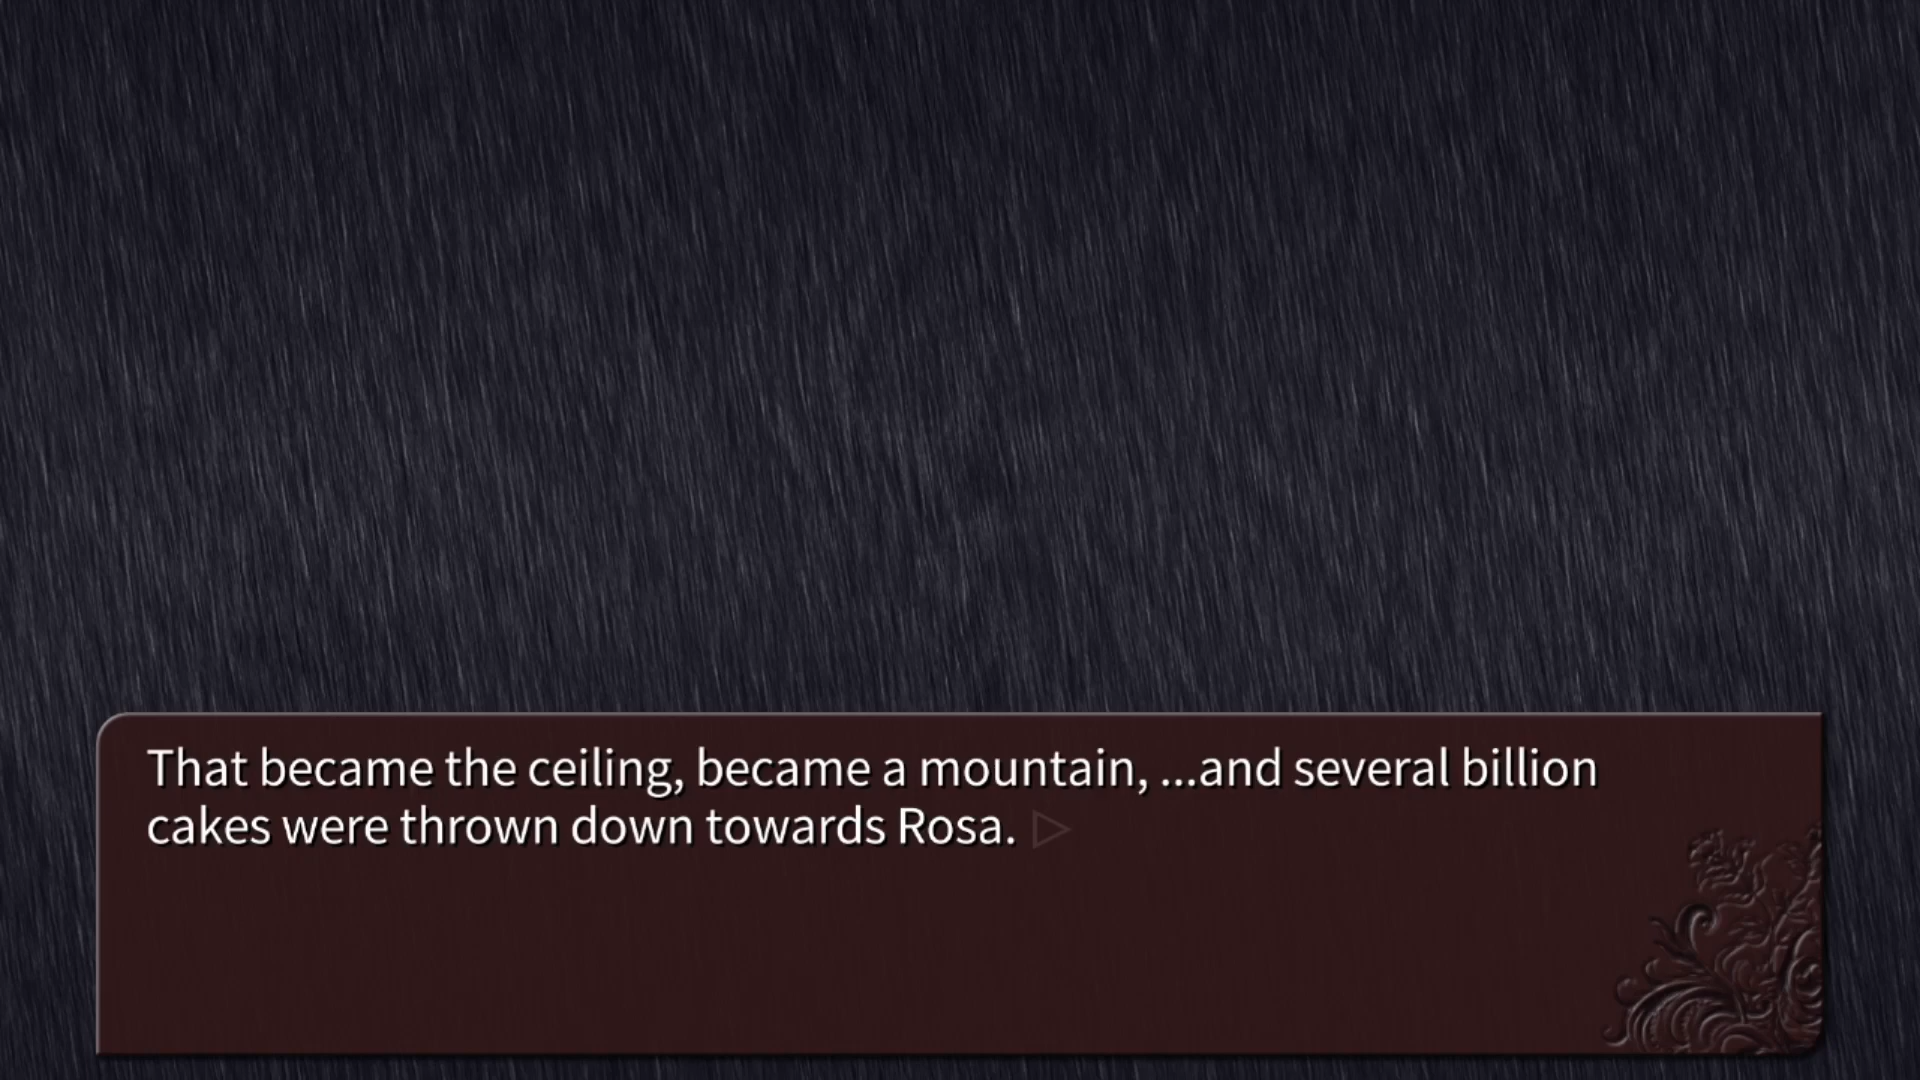 That became the ceiling, became a mountain, ...and several billion
cakes were thrown down towards Rosa.